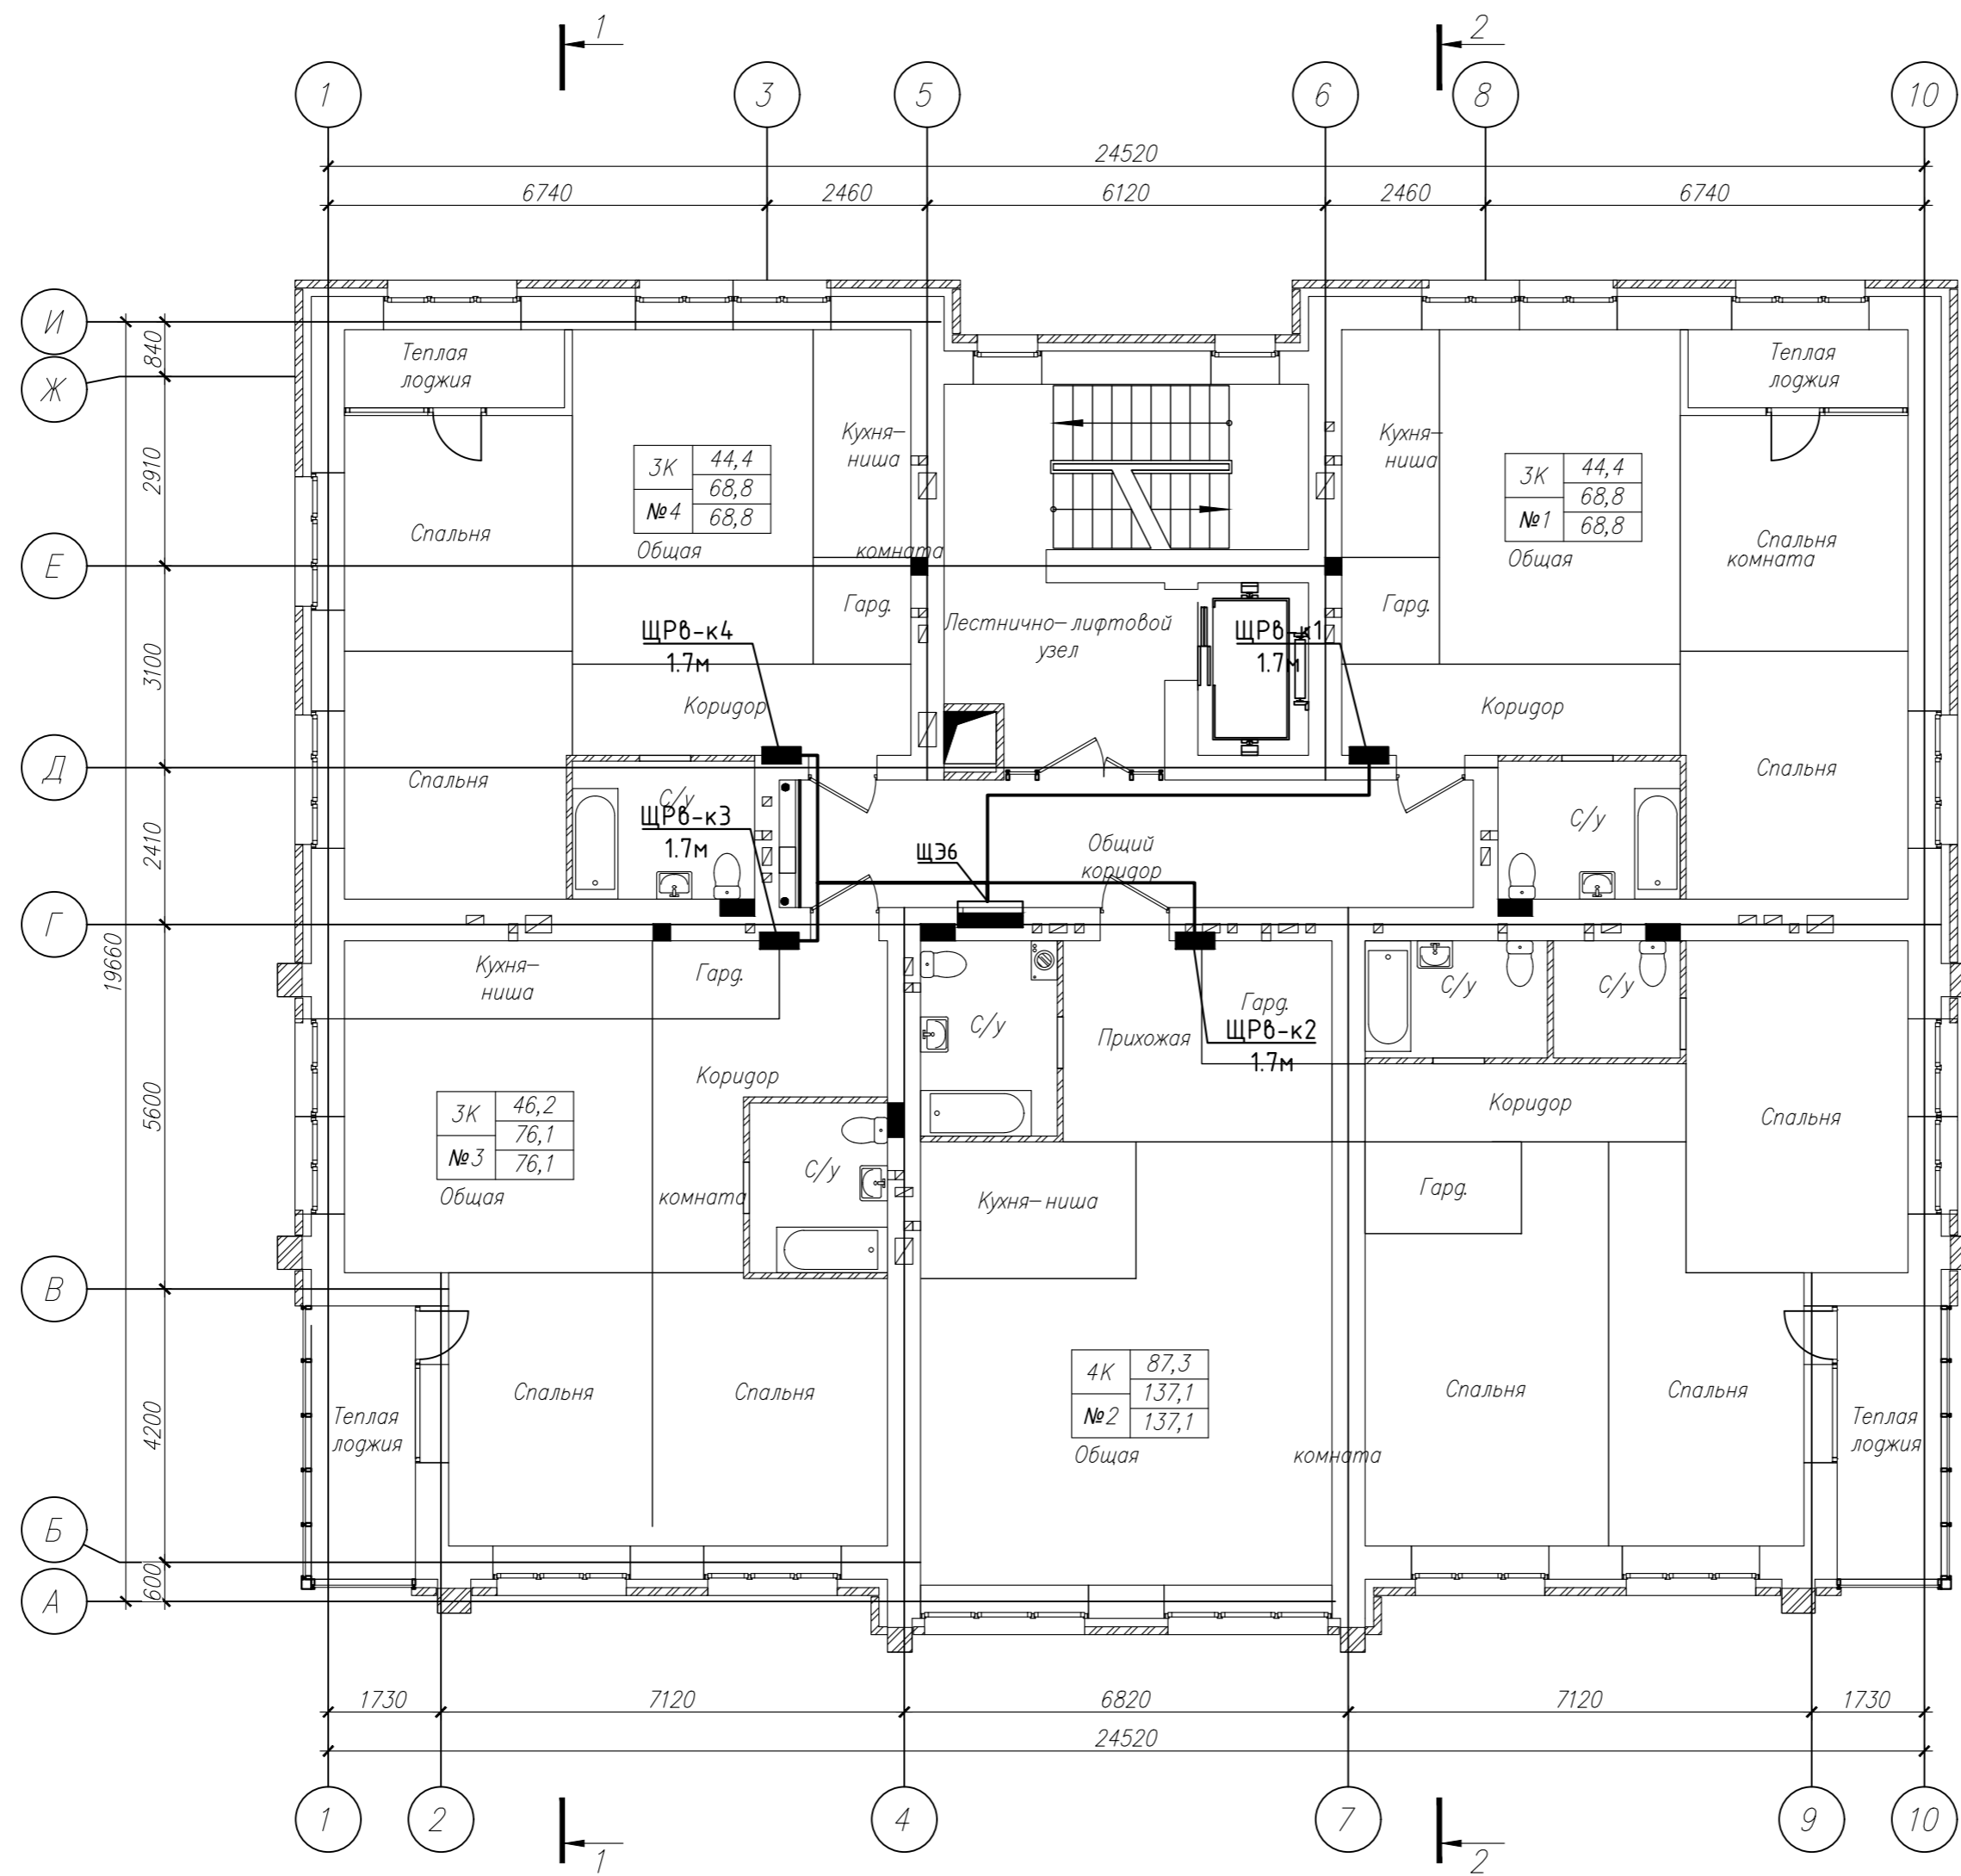 1
2
1
3
5
6
8
10
24520
6740
2460
6120
2460
6740
И
Ж
Е
Д
Г
В
Б
А
840
2910
3100
2410
5600
4200
600
19660
Теплая
лоджия
Кухня-
ниша
3К
44,4
68,8
№4
68,8
Общая
комната
Спальня
Гард.
ЩРв-к4
1.7м
Коридор
Лестнично-лифтовой
узел
Кухня-
ниша
3К
44,4
68,8
№1
68,8
Общая
комната
Теплая
лоджия
Спальня
Гард.
ЩРв-к1
1.7м
Коридор
Спальня
С/у
ЩРв-к3
1.7м
ЩЭ6
Общий
коридор
С/у
Спальня
Кухня-
ниша
Гард.
Коридор
3К
46,2
76,1
№3
76,1
Общая
комната
С/у
С/у
Прихожая
Гард.
ЩРв-к2
1.7м
С/у
С/у
Коридор
Спальня
Кухня-ниша
Гард.
Теплая
лоджия
Спальня
Спальня
4К
87,3
137,1
№2
137,1
Общая
комната
Спальня
Спальня
Теплая
лоджия
1730
7120
6820
7120
1730
24520
1
2
4
7
9
10
1
2